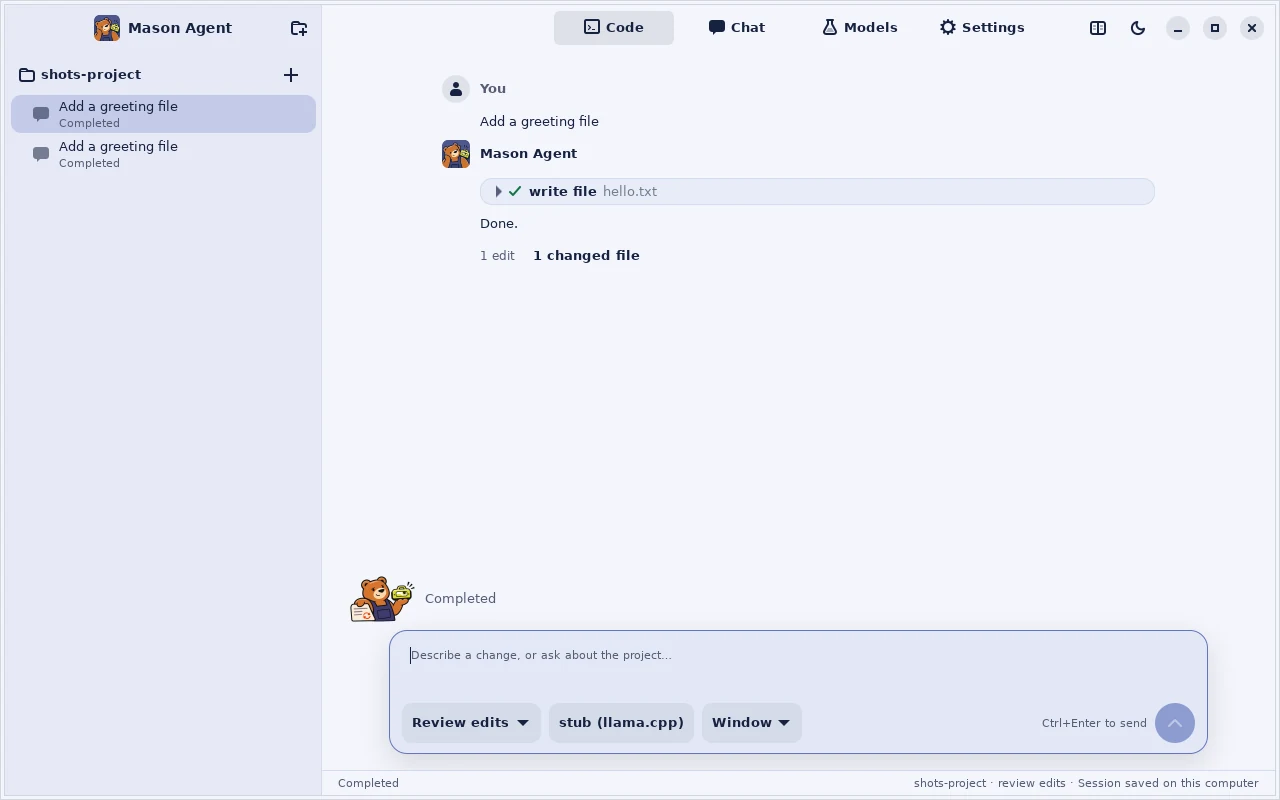 Mason Agent
Code
Chat
Models
Settings
shots-project
Add a greeting file
Completed
Add a greeting file
Completed
You
Add a greeting file
Mason Agent
write file hello.txt
Done.
1 edit 1 changed file
Completed
Describe a change, or ask about the project...
Review edits
stub (llama.cpp)
Window
Ctrl+Enter to send
Completed
shots-project · review edits · Session saved on this computer